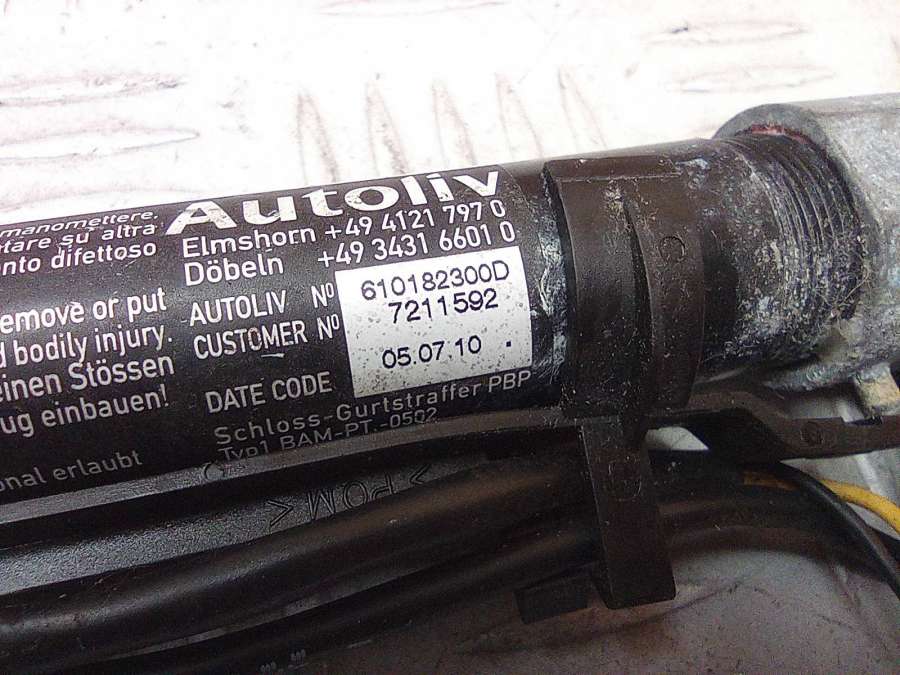 manomettere.
tare su altra
nto difettoso
emove or put
d bodily injury.
einen Stössen
ug einbauen!
onal erlaubt
Autoliv
Elmshorn +49 4121 797 0
Döbeln +49 3431 6601 0
AUTOLIV Nº 610182300D
CUSTOMER Nº 7211592
DATE CODE 05.07.10
Schloss-Gurtstraffer PBP
Typ1 BAM-PT.-0502
>POM<